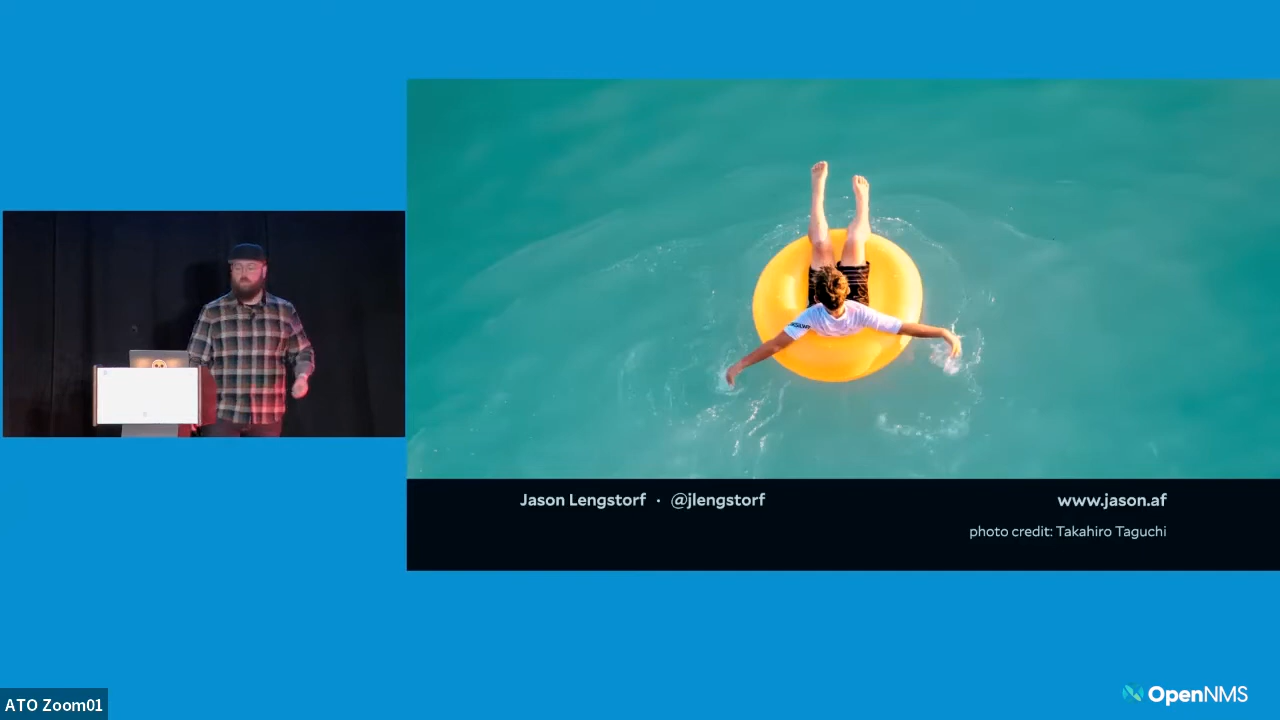 Jason Lengstorf · @jlengstorf
www.jason.af
photo credit: Takahiro Taguchi
ATO Zoom01
OpenNMS